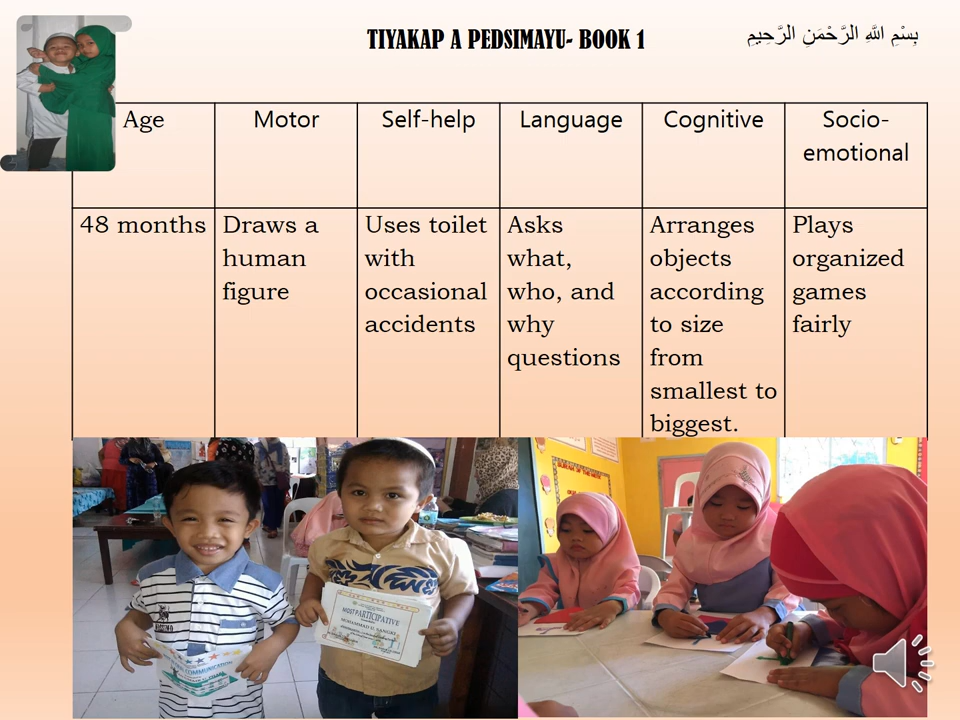 TIYAKAP A PEDSIMAYU- BOOK 1
بِسْمِ اللَّهِ الرَّحْمَنِ الرَّحِيمِ
Age
Motor
Self-help
Language
Cognitive
Socio-
emotional
48 months
Draws a
human
figure
Uses toilet
with
occasional
accidents
Asks
what,
who, and
why
questions
Arranges
objects
according
to size
from
smallest to
biggest.
Plays
organized
games
fairly
COMMUNICATION
MOST PARTICIPATIVE